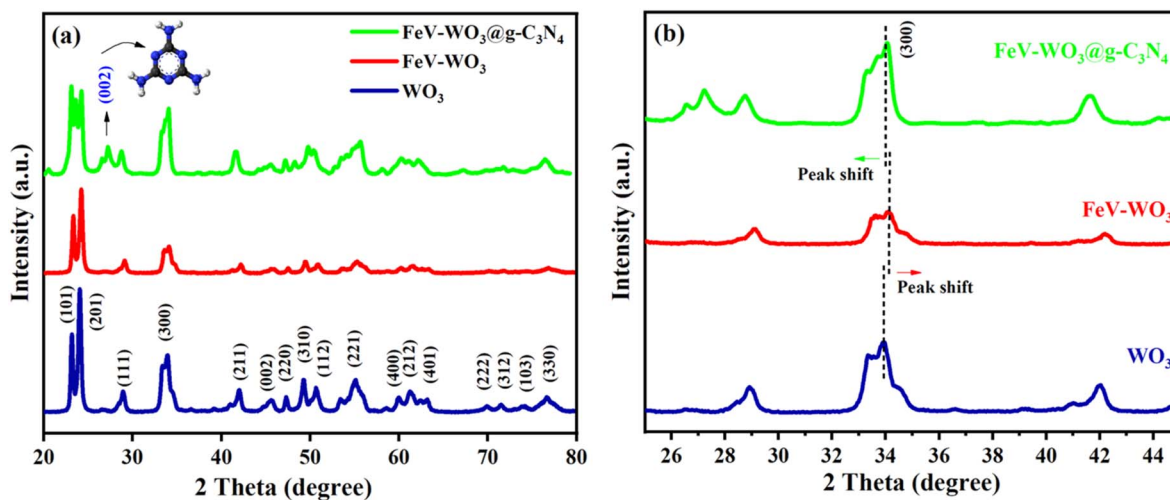 (a)
FeV-WO₃@g-C₃N₄
FeV-WO₃
WO₃
(002)
(101)
(201)
(111)
(300)
(211)
(002)
(220)
(310)
(112)
(221)
(400)
(212)
(401)
(222)
(312)
(103)
(330)
Intensity (a.u.)
20 30 40 50 60 70 80
2 Theta (degree)
(b)
(300)
FeV-WO₃@g-C₃N₄
Peak shift
FeV-WO₃
Peak shift
WO₃
Intensity (a.u.)
26 28 30 32 34 36 38 40 42 44
2 Theta (degree)